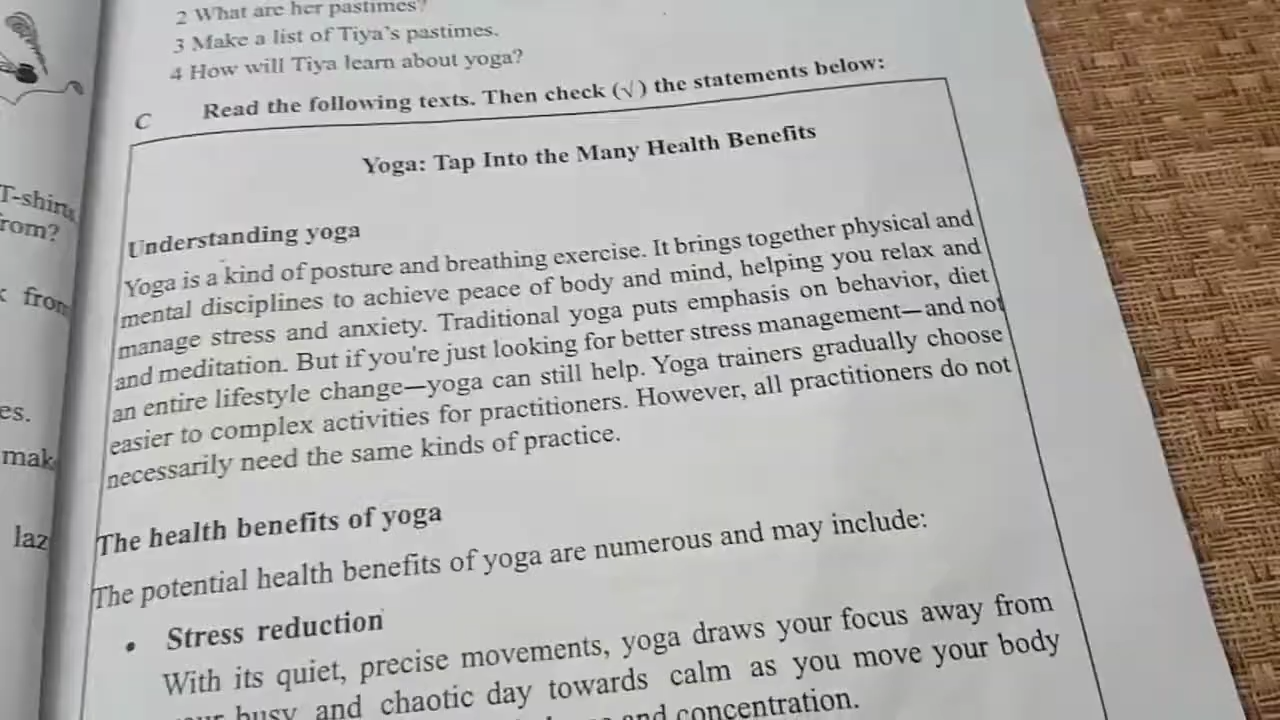 2 What are her pastimes?
3 Make a list of Tiya's pastimes.
4 How will Tiya learn about yoga?
C Read the following texts. Then check (√) the statements below:
Yoga: Tap Into the Many Health Benefits
T-shirts
rom?
from
es.
mak
laz
Understanding yoga
Yoga is a kind of posture and breathing exercise. It brings together physical and
mental disciplines to achieve peace of body and mind, helping you relax and
manage stress and anxiety. Traditional yoga puts emphasis on behavior, diet
and meditation. But if you're just looking for better stress management—and not
an entire lifestyle change—yoga can still help. Yoga trainers gradually choose
easier to complex activities for practitioners. However, all practitioners do not
necessarily need the same kinds of practice.
The health benefits of yoga
The potential health benefits of yoga are numerous and may include:
• Stress reduction
With its quiet, precise movements, yoga draws your focus away from
busy and chaotic day towards calm as you move your body
and concentration.